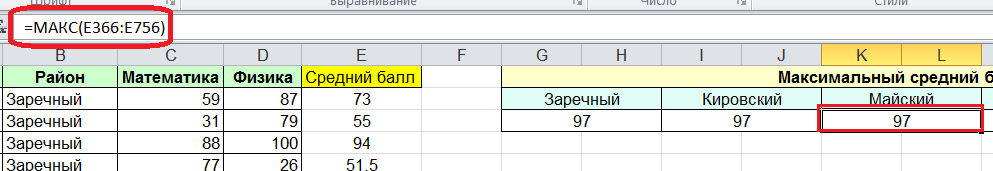 Шрифт Выравнивание Число Стили
=МАКС(E366:E756)
B C D E F G H I J K L
Район Математика Физика Средний балл Максимальный средний б
Заречный 59 87 73 Заречный Кировский Майский
Заречный 31 79 55 97 97 97
Заречный 88 100 94
Заречный 77 26 51,5